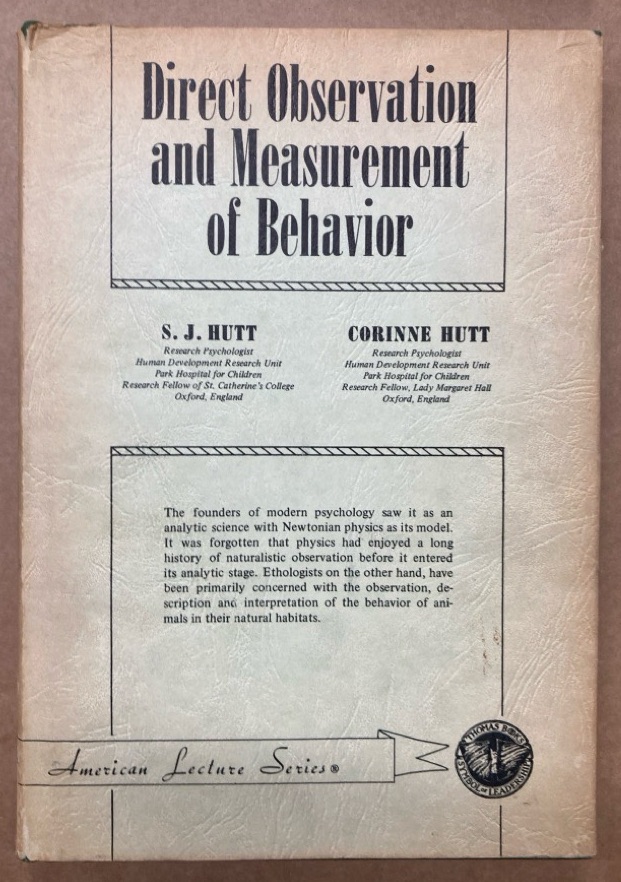 Direct Observation
and Measurement
of Behavior
S. J. HUTT
Research Psychologist
Human Development Research Unit
Park Hospital for Children
Research Fellow of St. Catherine's College
Oxford, England
CORINNE HUTT
Research Psychologist
Human Development Research Unit
Park Hospital for Children
Research Fellow, Lady Margaret Hall
Oxford, England
The founders of modern psychology saw it as an
analytic science with Newtonian physics as its model.
It was forgotten that physics had enjoyed a long
history of naturalistic observation before it entered
its analytic stage. Ethologists on the other hand, have
been primarily concerned with the observation, de-
scription and interpretation of the behavior of ani-
mals in their natural habitats.
American Lecture Series®
THOMAS BOOKS
SYMBOL OF LEADERSHIP